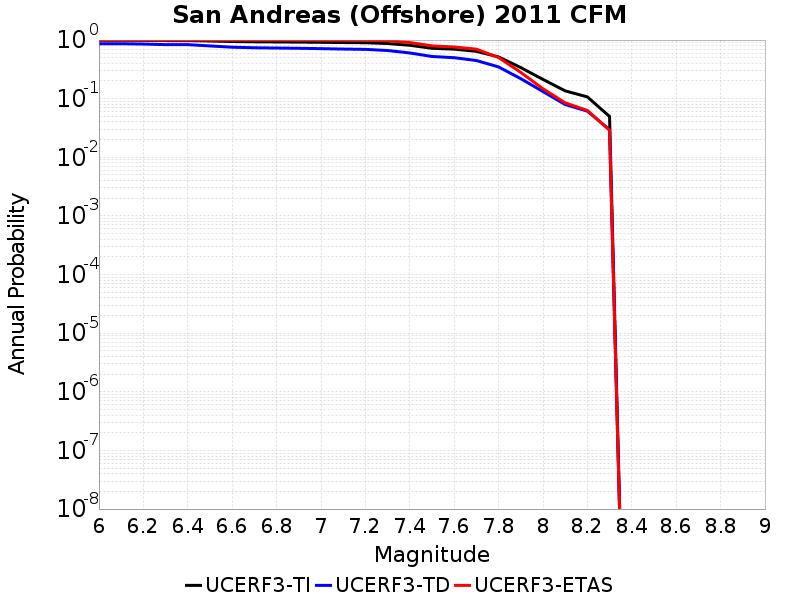 San Andreas (Offshore) 2011 CFM
Annual Probability
10^0
10^-1
10^-2
10^-3
10^-4
10^-5
10^-6
10^-7
10^-8
6 6.2 6.4 6.6 6.8 7 7.2 7.4 7.6 7.8 8 8.2 8.4 8.6 8.8 9
Magnitude
UCERF3-TI UCERF3-TD UCERF3-ETAS